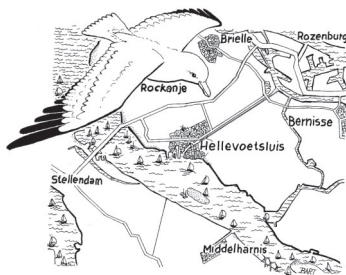 Brielle
Rozenburg
Rockanje
Bernisse
Hellevoetsluis
Stellendam
Middelharnis
BART